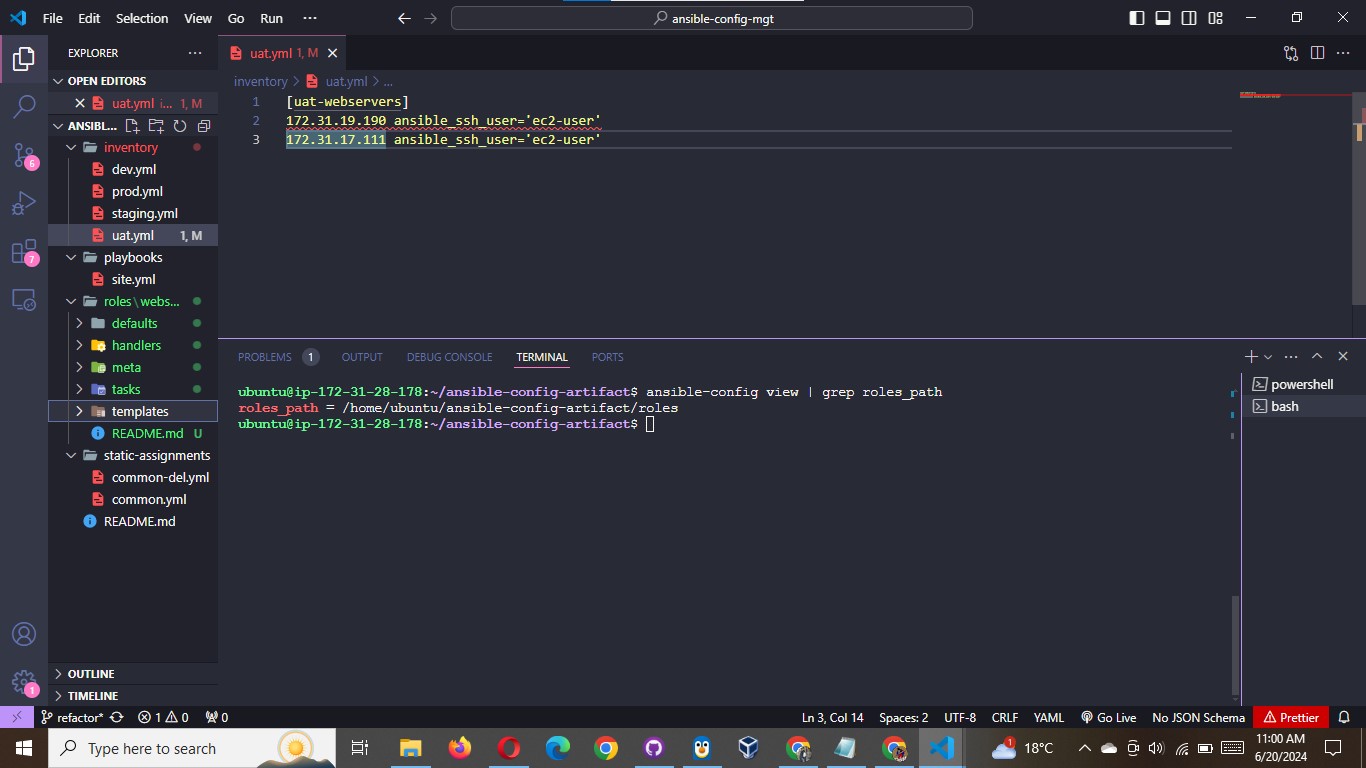 File Edit Selection View Go Run ··· ansible-config-mgt
EXPLORER ···
OPEN EDITORS
uat.yml i... 1, M
ANSIBL...
inventory
dev.yml
prod.yml
staging.yml
uat.yml 1, M
playbooks
site.yml
roles\webs...
defaults
handlers
meta
tasks
templates
README.md U
static-assignments
common-del.yml
common.yml
README.md
OUTLINE
TIMELINE
5
7
1
uat.yml 1, M
inventory > uat.yml > ...
1 [uat-webservers]
2 172.31.19.190 ansible_ssh_user='ec2-user'
3 172.31.17.111 ansible_ssh_user='ec2-user'
PROBLEMS 1 OUTPUT DEBUG CONSOLE TERMINAL PORTS
ubuntu@ip-172-31-28-178:~/ansible-config-artifact$ ansible-config view | grep roles_path
roles_path = /home/ubuntu/ansible-config-artifact/roles
ubuntu@ip-172-31-28-178:~/ansible-config-artifact$
powershell
bash
refactor* 1 0 0 Ln 3, Col 14 Spaces: 2 UTF-8 CRLF YAML Go Live No JSON Schema Prettier
Type here to search 1 18°C 11:00 AM
6/20/2024